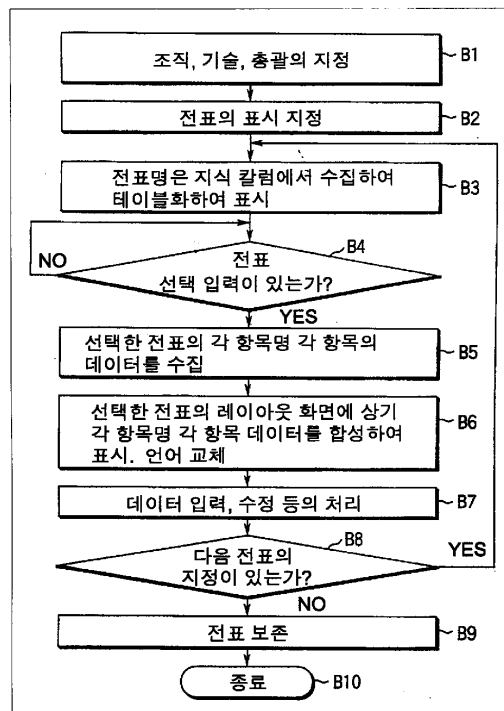 조직, 기술, 총괄의 지정
B1
전표의 표시 지정
B2
전표명은 지식 칼럼에서 수집하여
테이블화하여 표시
B3
B4
NO
전표
선택 입력이 있는가?
YES
선택한 전표의 각 항목명 각 항목의
데이터를 수집
B5
선택한 전표의 레이아웃 화면에 상기
각 항목명 각 항목 데이터를 합성하여
표시. 언어 교체
B6
데이터 입력, 수정 등의 처리
B7
B8
YES
다음 전표의
지정이 있는가?
NO
전표 보존
B9
종료
B10